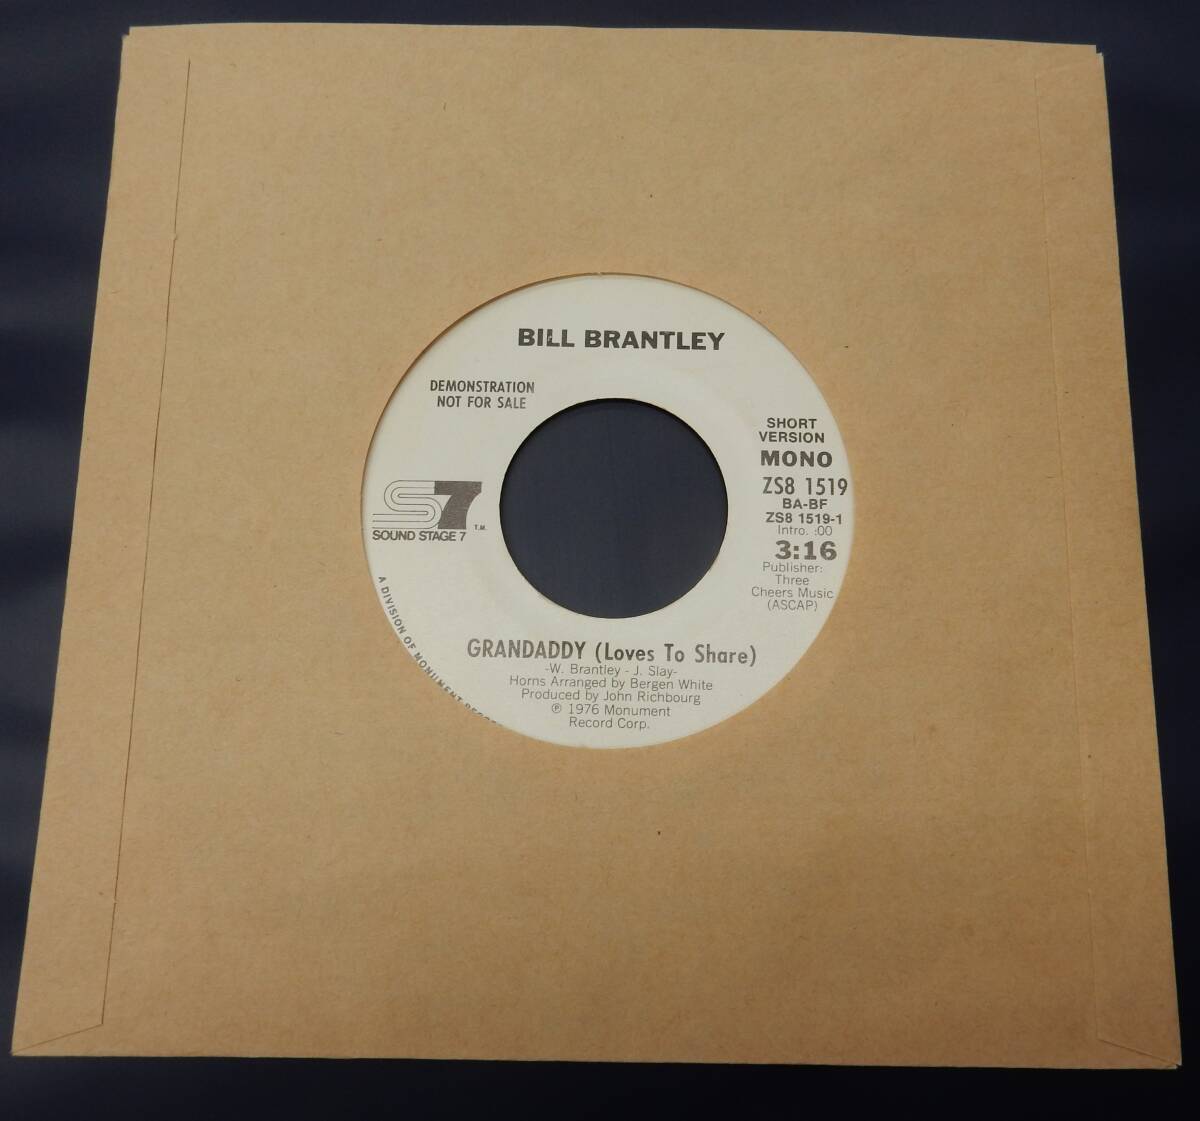 BILL BRANTLEY
DEMONSTRATION
NOT FOR SALE
SHORT
VERSION
MONO
ZS8 1519
BA-BF
ZS8 1519-1
Intro. :00
3:16
Publisher:
Three
Cheers Music
(ASCAP)
S7
T.M.
SOUND STAGE 7
A DIVISION OF MONUMENT
GRANDADDY (Loves To Share)
-W. Brantley - J. Slay-
Horns Arranged by Bergen White
Produced by John Richbourg
℗ 1976 Monument
Record Corp.